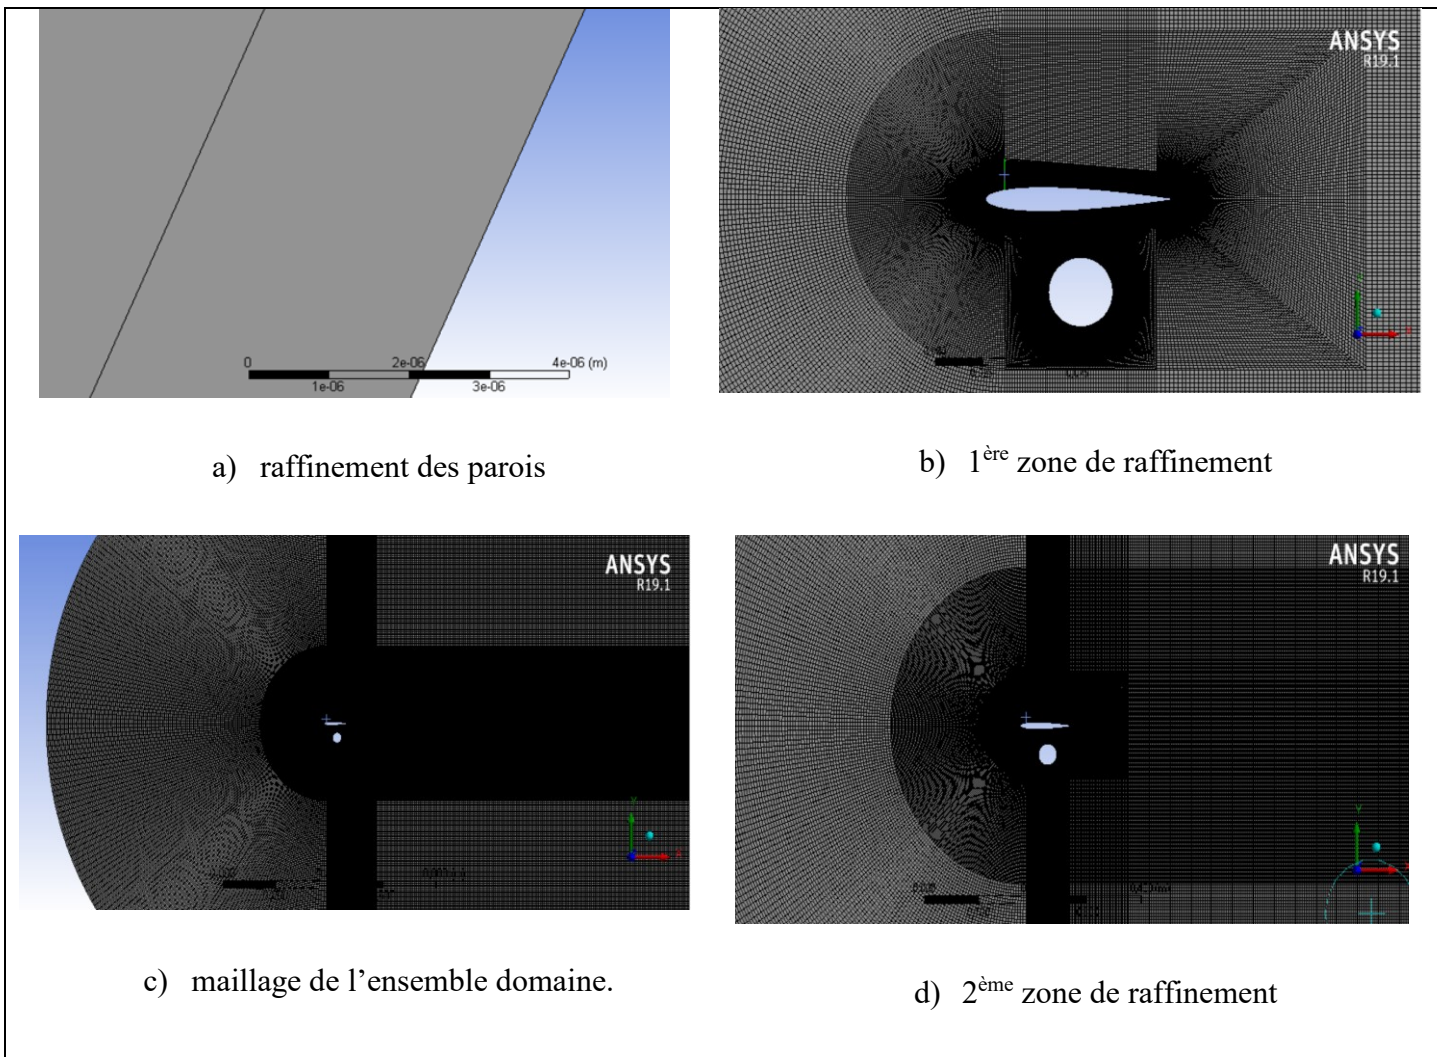 0 2e-06 4e-06 (m)
1e-06 3e-06
a) raffinement des parois
ANSYS
R19.1
b) 1ère zone de raffinement
ANSYS
R19.1
Y
X
c) maillage de l’ensemble domaine.
ANSYS
R19.1
Y
d) 2ème zone de raffinement